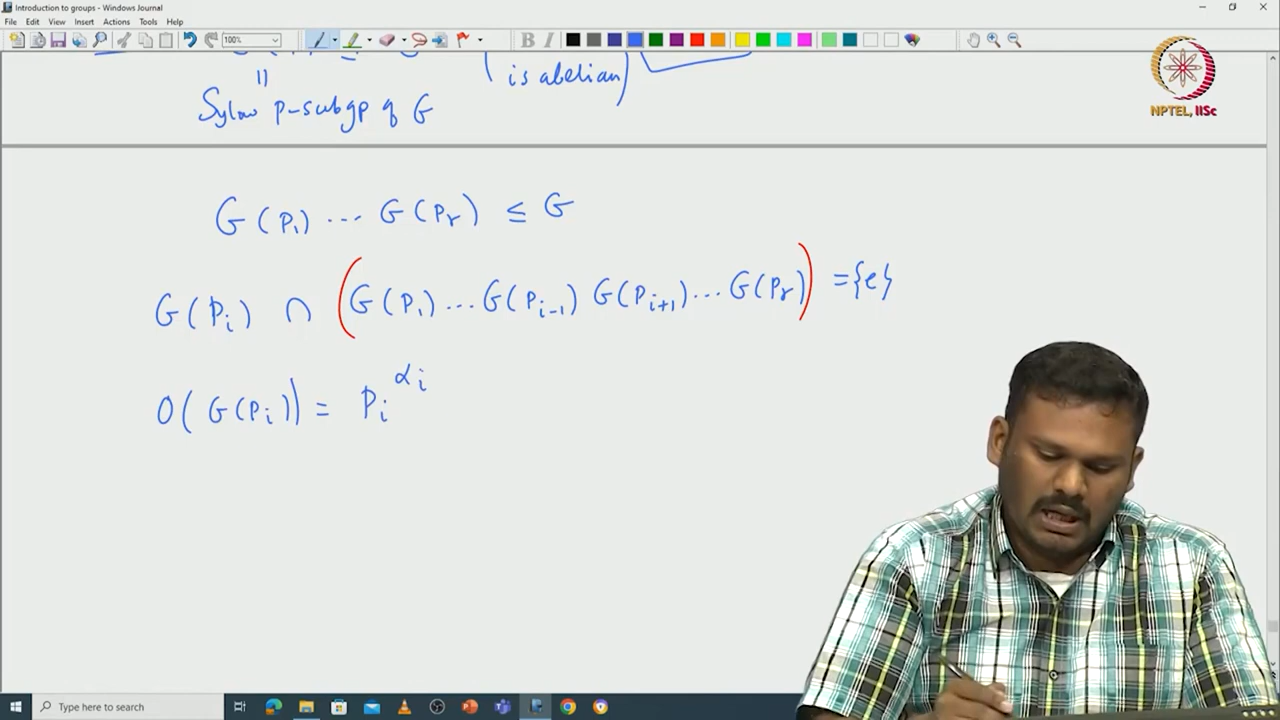 Introduction to groups - Windows Journal
File Edit View Insert Actions Tools Help
100%
B I
is abelian)
||
Sylow p-subgp of G
NPTEL, IISc
G(P₁) ... G(Pᵣ) ≤ G
G(Pᵢ) ∩ (G(P₁) ... G(Pᵢ₋₁) G(Pᵢ₊₁) ... G(Pᵣ)) = {e}
O(G(Pᵢ)) = Pᵢ^αᵢ
Type here to search